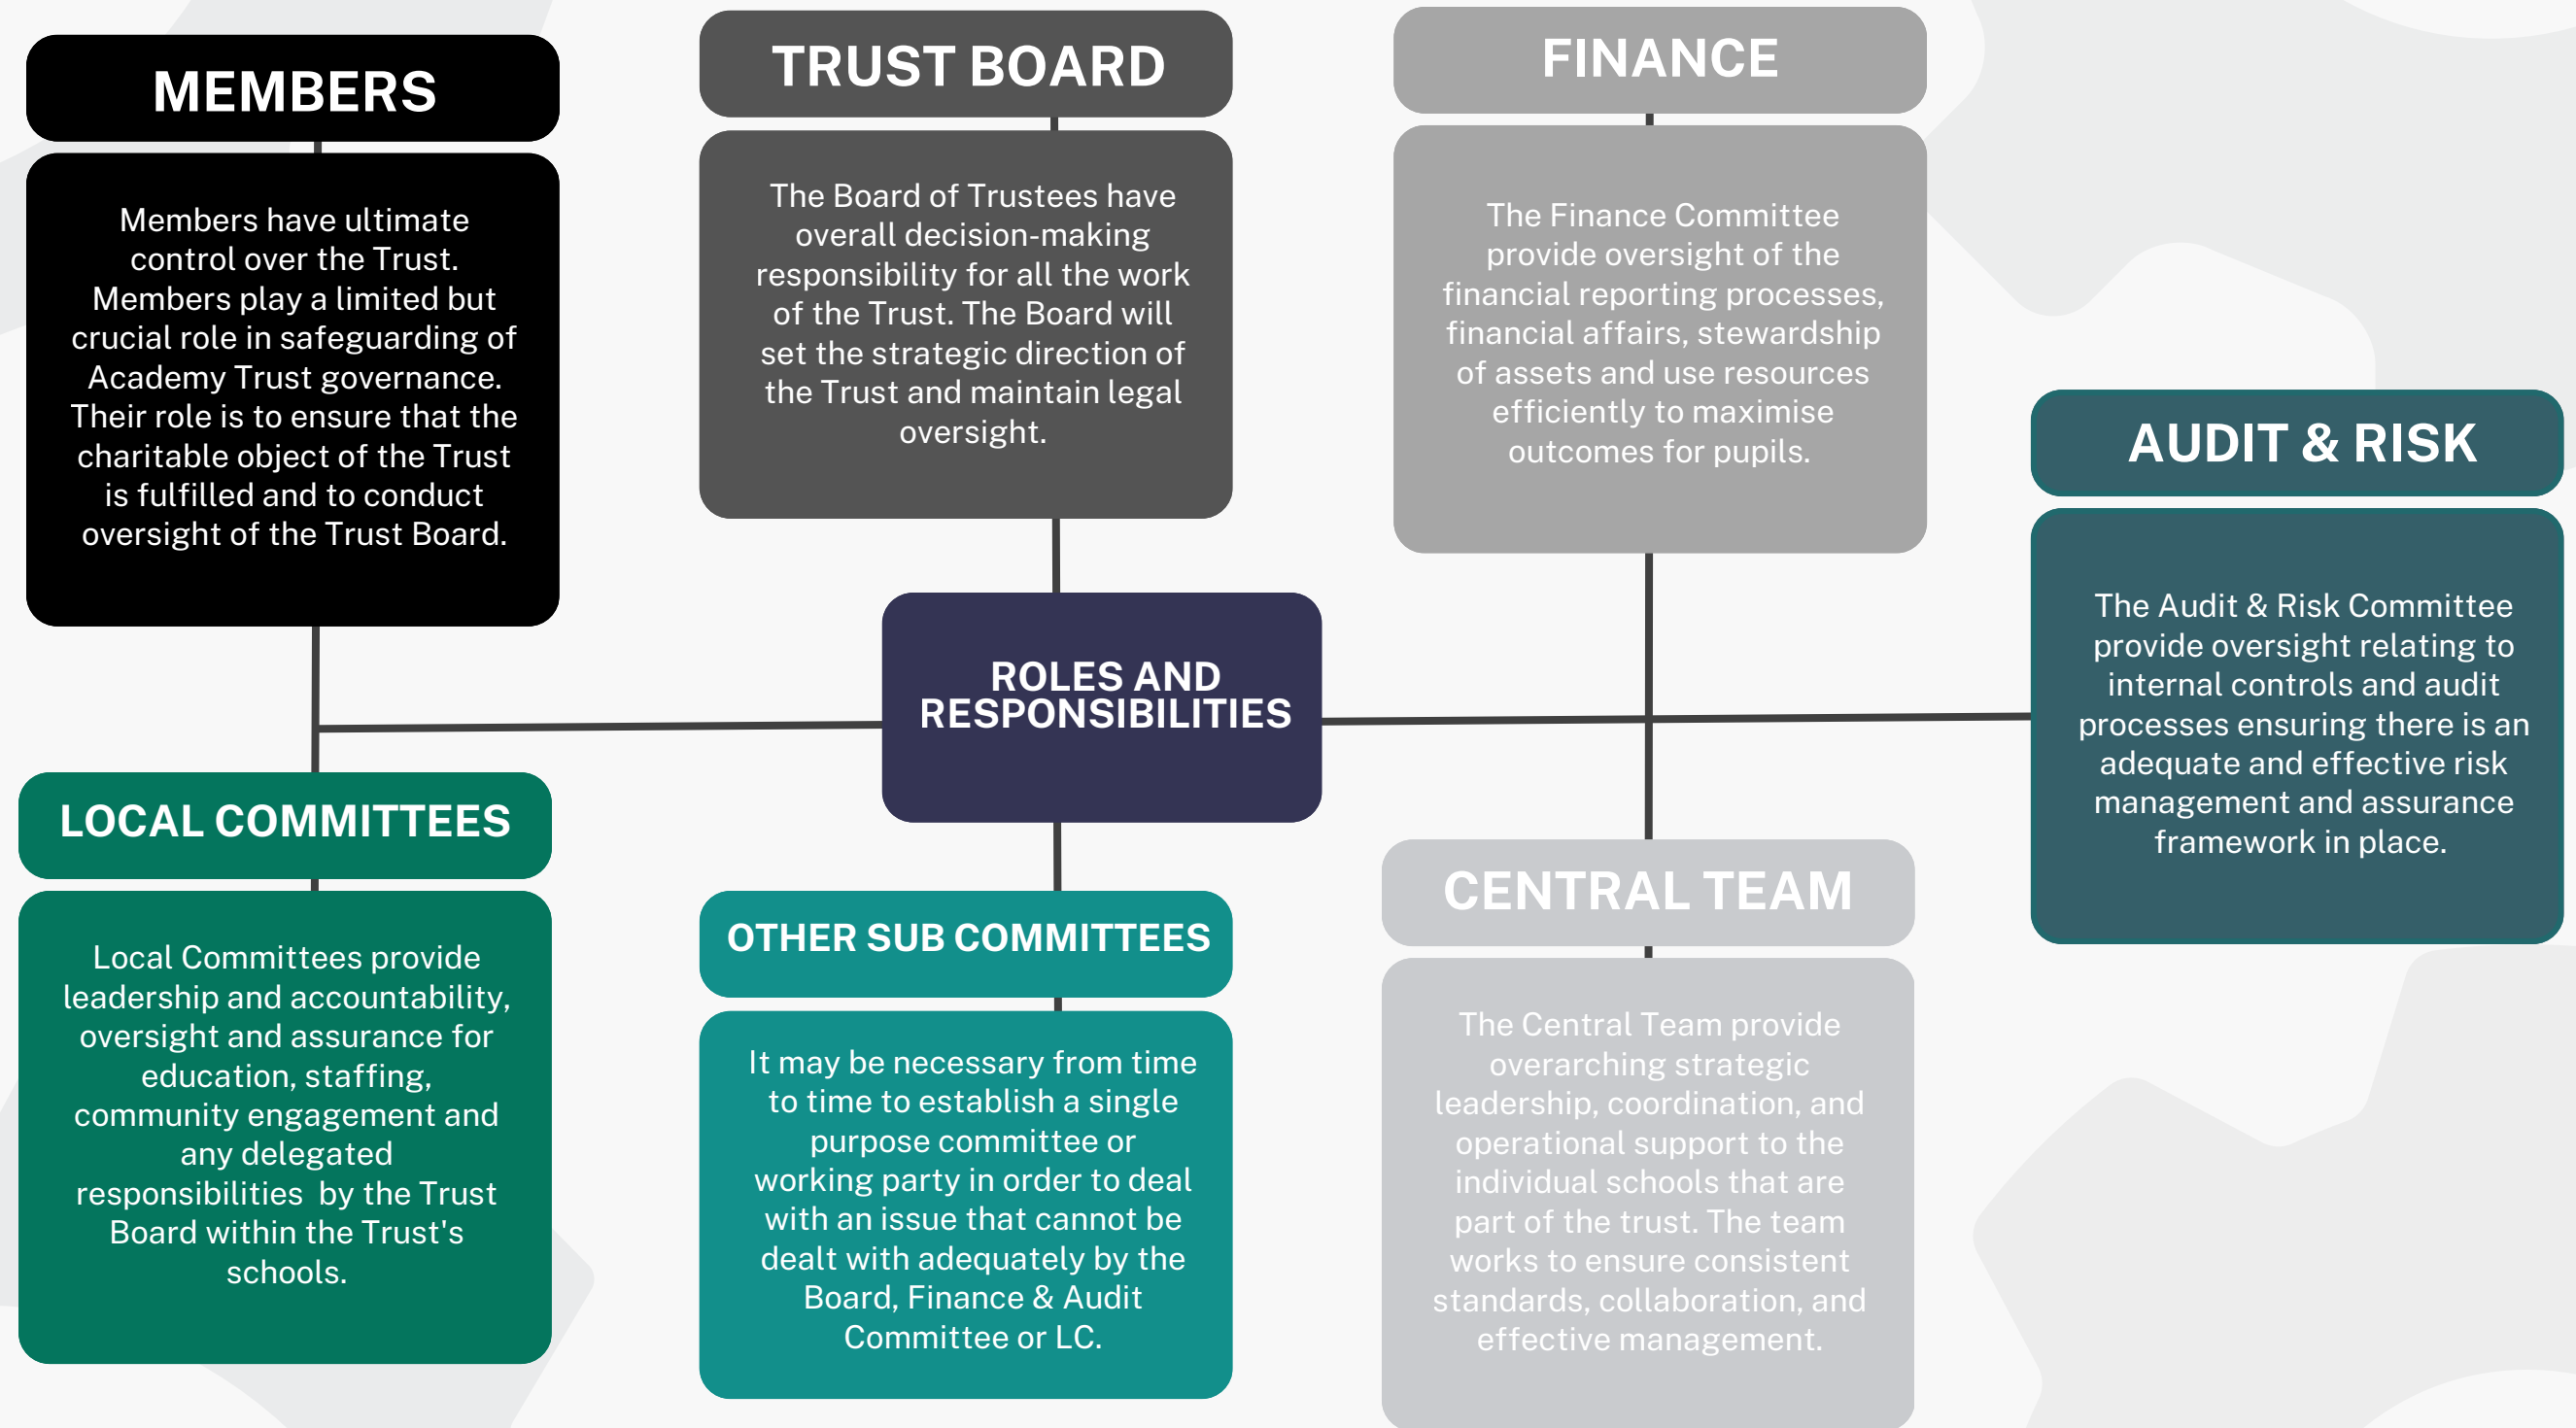 MEMBERS
Members have ultimate
control over the Trust.
Members play a limited but
crucial role in safeguarding of
Academy Trust governance.
Their role is to ensure that the
charitable object of the Trust
is fulfilled and to conduct
oversight of the Trust Board.
TRUST BOARD
The Board of Trustees have
overall decision-making
responsibility for all the work
of the Trust. The Board will
set the strategic direction of
the Trust and maintain legal
oversight.
FINANCE
The Finance Committee
provide oversight of the
financial reporting processes,
financial affairs, stewardship
of assets and use resources
efficiently to maximise
outcomes for pupils.
AUDIT & RISK
The Audit & Risk Committee
provide oversight relating to
internal controls and audit
processes ensuring there is an
adequate and effective risk
management and assurance
framework in place.
ROLES AND
RESPONSIBILITIES
LOCAL COMMITTEES
Local Committees provide
leadership and accountability,
oversight and assurance for
education, staffing,
community engagement and
any delegated
responsibilities  by the Trust
Board within the Trust's
schools.
OTHER SUB COMMITTEES
It may be necessary from time
to time to establish a single
purpose committee or
working party in order to deal
with an issue that cannot be
dealt with adequately by the
Board, Finance & Audit
Committee or LC.
CENTRAL TEAM
The Central Team provide
overarching strategic
leadership, coordination, and
operational support to the
individual schools that are
part of the trust. The team
works to ensure consistent
standards, collaboration, and
effective management.